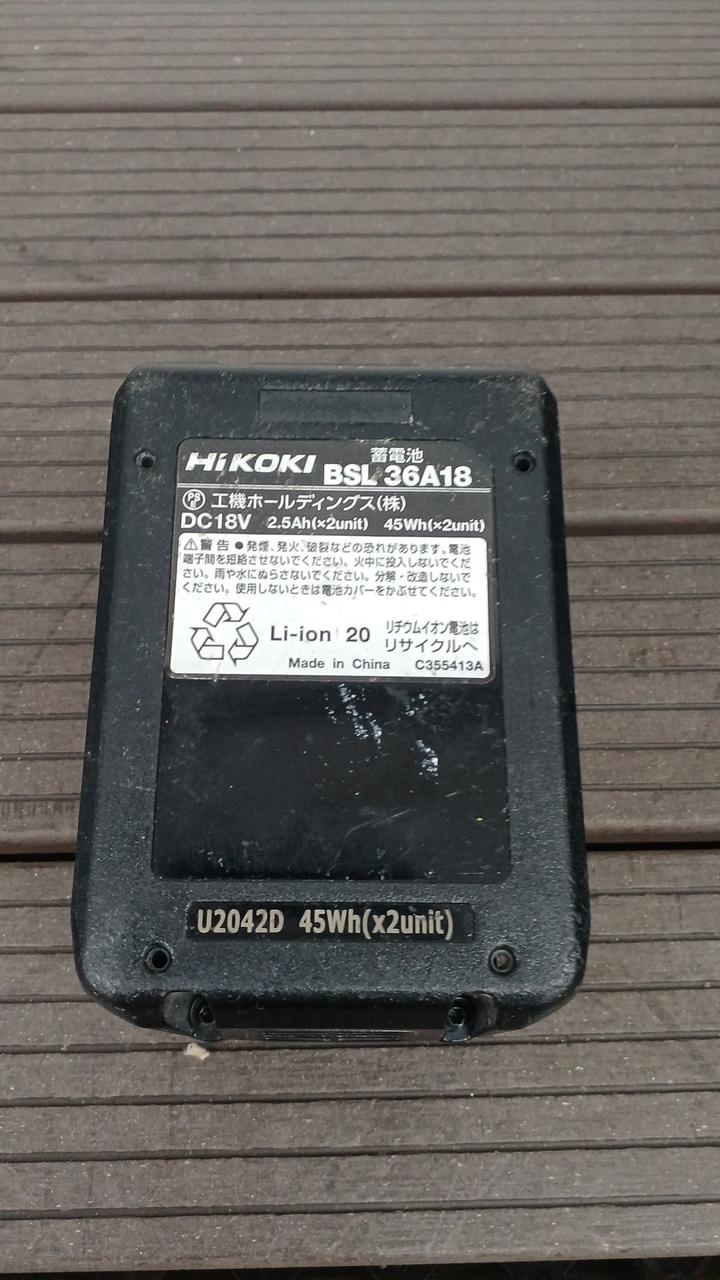 HiKOKI 蓄電池 BSL 36A18
PS E 工機ホールディングス(株)
DC18V 2.5Ah(×2unit) 45Wh(×2unit)
⚠警告 ●発煙、発火、破裂などの恐れがあります。電池
端子間を短絡させないでください。火中に投入しないでくだ
さい。雨や水にぬらさないでください。分解・改造しないで
ください。使用しないときは電池カバーをかぶせてください。
Li-ion 20 リチウムイオン電池は
リサイクルへ
Made in China C355413A
U2042D 45Wh(x2unit)